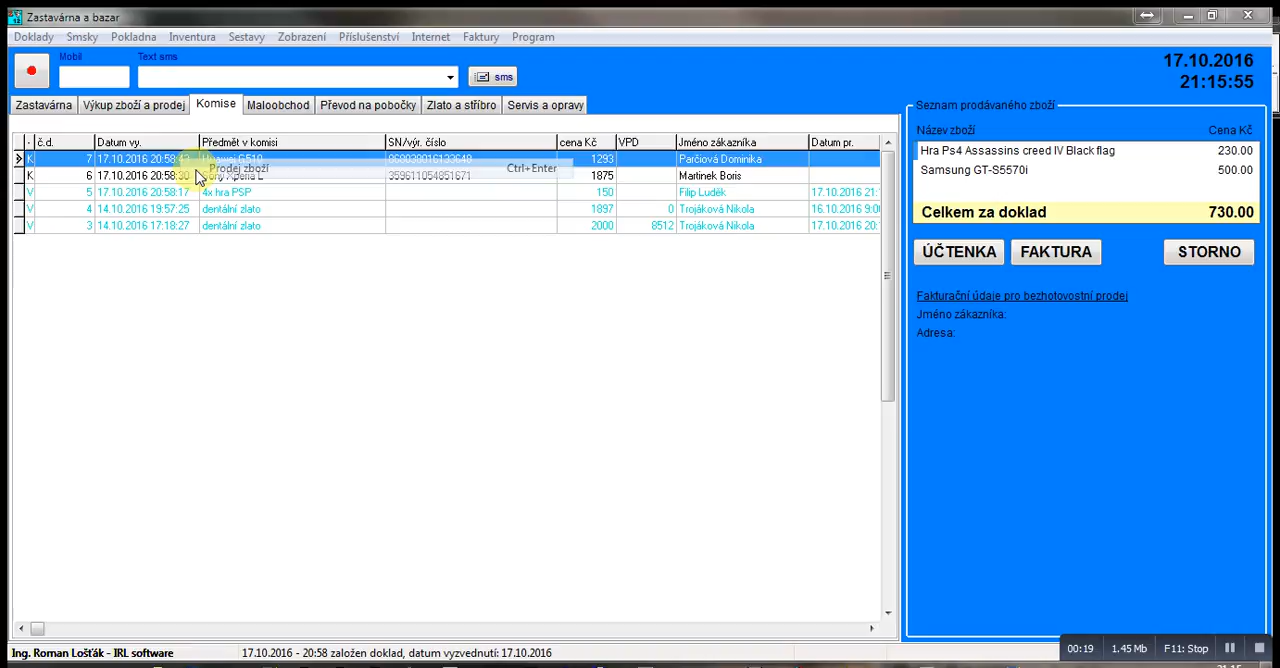 Zastavárna a bazar
Doklady Smsky Pokladna Inventura Sestavy Zobrazení Příslušenství Internet Faktury Program
Mobil Text sms
sms
17.10.2016
21:15:55
Zastavárna Výkup zboží a prodej Komise Maloobchod Převod na pobočky Zlato a stříbro Servis a opravy
- č.d. Datum vy. Předmět v komisi SN/výr. číslo cena Kč VPD Jméno zákazníka Datum pr.
K 7 17.10.2016 20:58:43 Huawei G510 868038016133648 1293 Parčiová Dominika
Prodej zboží Ctrl+Enter
K 6 17.10.2016 20:58:30 Sony Xperia L 359611054851671 1875 Martinek Boris
V 5 17.10.2016 20:58:17 4x hra PSP 150 Filip Luděk 17.10.2016 21:1
V 4 14.10.2016 19:57:25 dentální zlato 1897 0 Trojáková Nikola 16.10.2016 9:0
V 3 14.10.2016 17:18:27 dentální zlato 2000 8512 Trojáková Nikola 17.10.2016 20:
Seznam prodávaného zboží
Název zboží Cena Kč
Hra Ps4 Assassins creed IV Black flag 230.00
Samsung GT-S5570i 500.00
Celkem za doklad 730.00
ÚČTENKA FAKTURA STORNO
Fakturační údaje pro bezhotovostní prodej
Jméno zákazníka:
Adresa:
Ing. Roman Lošťák - IRL software 17.10.2016 - 20:58 založen doklad, datum vyzvednutí: 17.10.2016
00:19 1.45 Mb F11: Stop